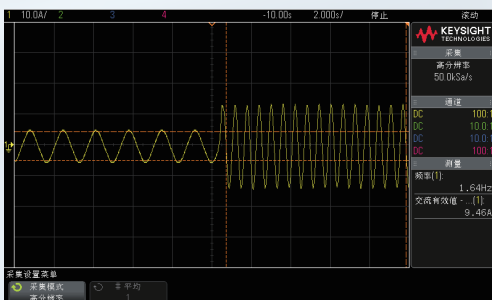 1 10.0A/ 2 3 4 -10.00s 2.000s/ 停止 滚动
KEYSIGHT
TECHNOLOGIES
采集
高分辨率
50.0kSa/s
通道
DC 100:1
DC 10.0:1
DC 10.0:1
DC 100:1
测量
频率(1):
1.64Hz
交流有效值 - ...(1):
9.46A
1
采集设置菜单
采集模式
高分辨率
# 平均
1